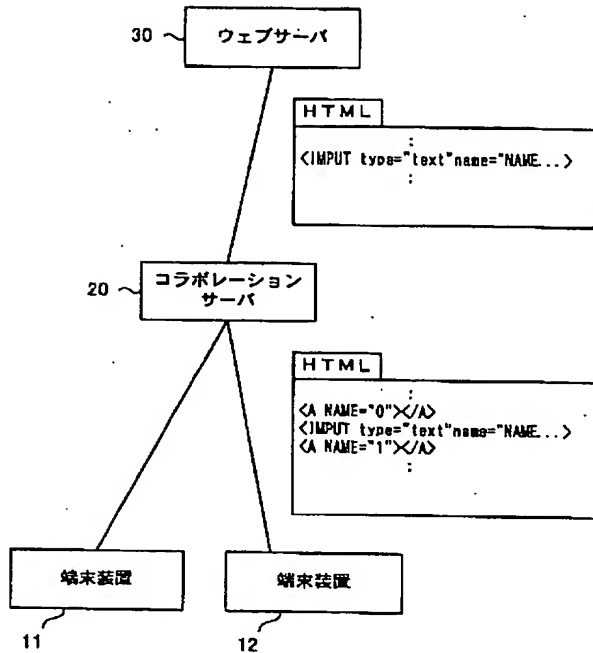 30
ウェブサーバ
HTML
:
<IMPUT type="text"name="NAME...>
:
20
コラボレーション
サーバ
HTML
:
<A NAME="0"></A>
<IMPUT type="text"name="NAME...>
<A NAME="1"></A>
:
端末装置
端末装置
11
12